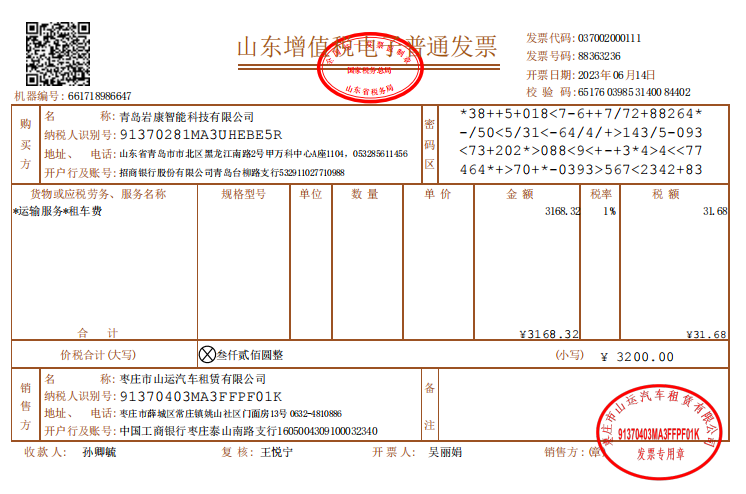 山东增值税电子普通发票
发票代码:037002000111
发票号码:88363236
开票日期:2023年06月14日
校 验 码:65176 03985 31400 84402
机器编号:661718986647
全国统一发票监制章
国家税务总局
山东省税务局
购买方
名 称:青岛岩康智能科技有限公司
纳税人识别号:91370281MA3UHEBE5R
地址、 电话:山东省青岛市市北区黑龙江南路2号甲万科中心A座1104, 053285611456
开户行及账号:招商银行股份有限公司青岛台柳路支行532911027710988
密码区
*38++5+018<7-6++7/72+88264*
-/50<5/31<-64/4/+>143/5-093
<73+202*>088<9<+-+3*4><<77
464*+>70+*-0393>567<2342+83
货物或应税劳务、服务名称 规格型号 单位 数 量 单 价 金 额 税率 税 额
*运输服务*租车费 3168.32 1% 31.68
合 计 ¥3168.32 ¥31.68
价税合计(大写) ⊗叁仟贰佰圆整 (小写) ¥ 3200.00
销售方
名 称:枣庄市山运汽车租赁有限公司
纳税人识别号:91370403MA3FFPF01K
地址、 电话:枣庄市薛城区常庄镇姚山社区门面房13号 0632-4810886
开户行及账号:中国工商银行枣庄泰山南路支行1605004309100032340
备注
收 款 人: 孙卿毓 复 核: 王悦宁 开 票 人: 吴丽娟 销 售 方:(章)
枣庄市山运汽车租赁有限公司
91370403MA3FFPF01K
发票专用章